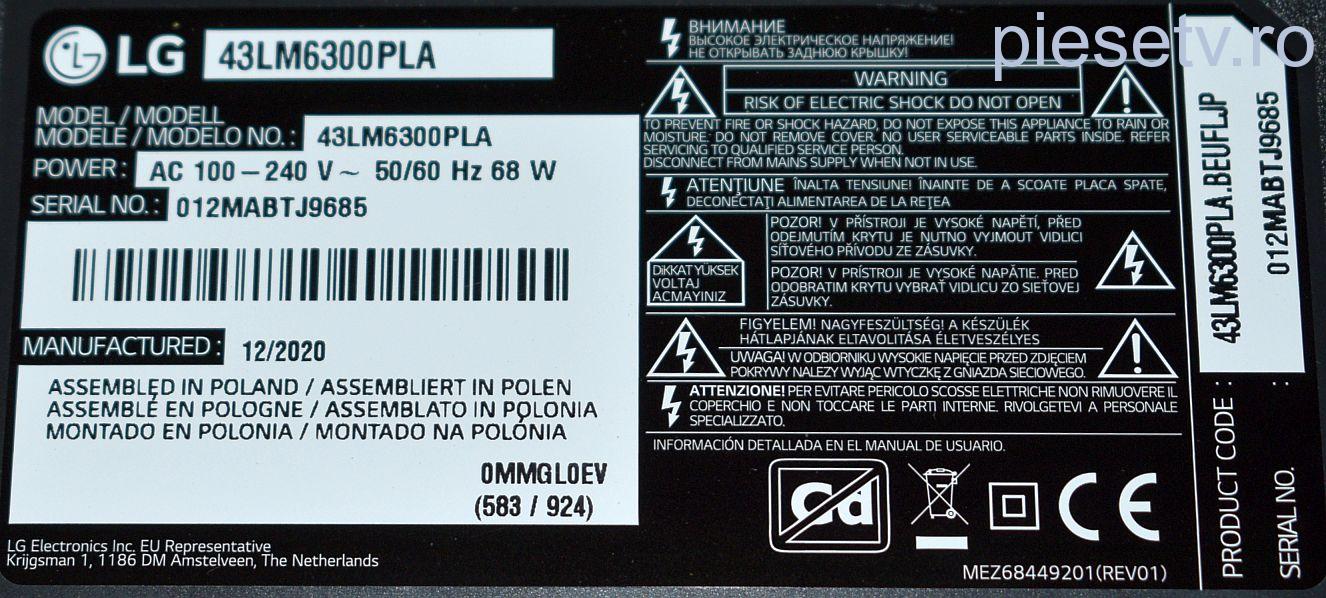 LG 43LM6300PLA
MODEL / MODELL
MODELE / MODELO NO. : 43LM6300PLA
POWER : AC 100 – 240 V ~ 50/60 Hz 68 W
SERIAL NO. : 012MABTJ9685
MANUFACTURED : 12/2020
ASSEMBLED IN POLAND / ASSEMBLIERT IN POLEN
ASSEMBLÉ EN POLOGNE / ASSEMBLATO IN POLONIA
MONTADO EN POLONIA / MONTADO NA POLÓNIA
0MMGL0EV
(583 / 924)
LG Electronics Inc. EU Representative
Krijgsman 1, 1186 DM Amstelveen, The Netherlands
ВНИМАНИЕ
ВЫСОКОЕ ЭЛЕКТРИЧЕСКОЕ НАПРЯЖЕНИЕ!
НЕ ОТКРЫВАТЬ ЗАДНЮЮ КРЫШКУ!
WARNING
RISK OF ELECTRIC SHOCK DO NOT OPEN
TO PREVENT FIRE OR SHOCK HAZARD, DO NOT EXPOSE THIS APPLIANCE TO RAIN OR
MOISTURE. DO NOT REMOVE COVER. NO USER SERVICEABLE PARTS INSIDE. REFER
SERVICING TO QUALIFIED SERVICE PERSON.
DISCONNECT FROM MAINS SUPPLY WHEN NOT IN USE.
ATENŢIUNE ÎNALTA TENSIUNE! ÎNAINTE DE A SCOATE PLACA SPATE,
DECONECTAŢI ALIMENTAREA DE LA REŢEA
DİKKAT YÜKSEK
VOLTAJ
AÇMAYINIZ
POZOR! V PŘÍSTROJI JE VYSOKÉ NAPĚTÍ, PŘED
ODEJMUTÍM KRYTU JE NUTNO VYJMOUT VIDLICI
SÍŤOVÉHO PŘÍVODU ZE ZÁSUVKY.
POZOR! V PRÍSTROJI JE VYSOKÉ NAPÄTIE. PRED
ODOBRATIM KRYTU VYBRAŤ VIDLICU ZO SIEŤOVEJ
ZÁSUVKY.
FIGYELEM! NAGYFESZÜLTSÉG! A KÉSZÜLÉK
HÁTLAPJÁNAK ELTAVOLÍTÁSA ÉLETVESZÉLYES
UWAGA! W ODBIORNIKU WYSOKIE NAPIĘCIE PRZED ZDJĘCIEM
POKRYWY NALEŻY WYJĄĆ WTYCZKĘ Z GNIAZDA SIECIOWEGO.
ATTENZIONE! PER EVITARE PERICOLO SCOSSE ELETTRICHE NON RIMUOVERE IL
COPERCHIO E NON TOCCARE LE PARTI INTERNE. RIVOLGETEVI A PERSONALE
SPECIALIZZATO.
INFORMACIÓN DETALLADA EN EL MANUAL DE USUARIO.
Cd
CE
MEZ68449201(REV01)
PRODUCT CODE : 43LM6300PLA.BEUFLJP
SERIAL NO. : 012MABTJ9685
piesetv.ro